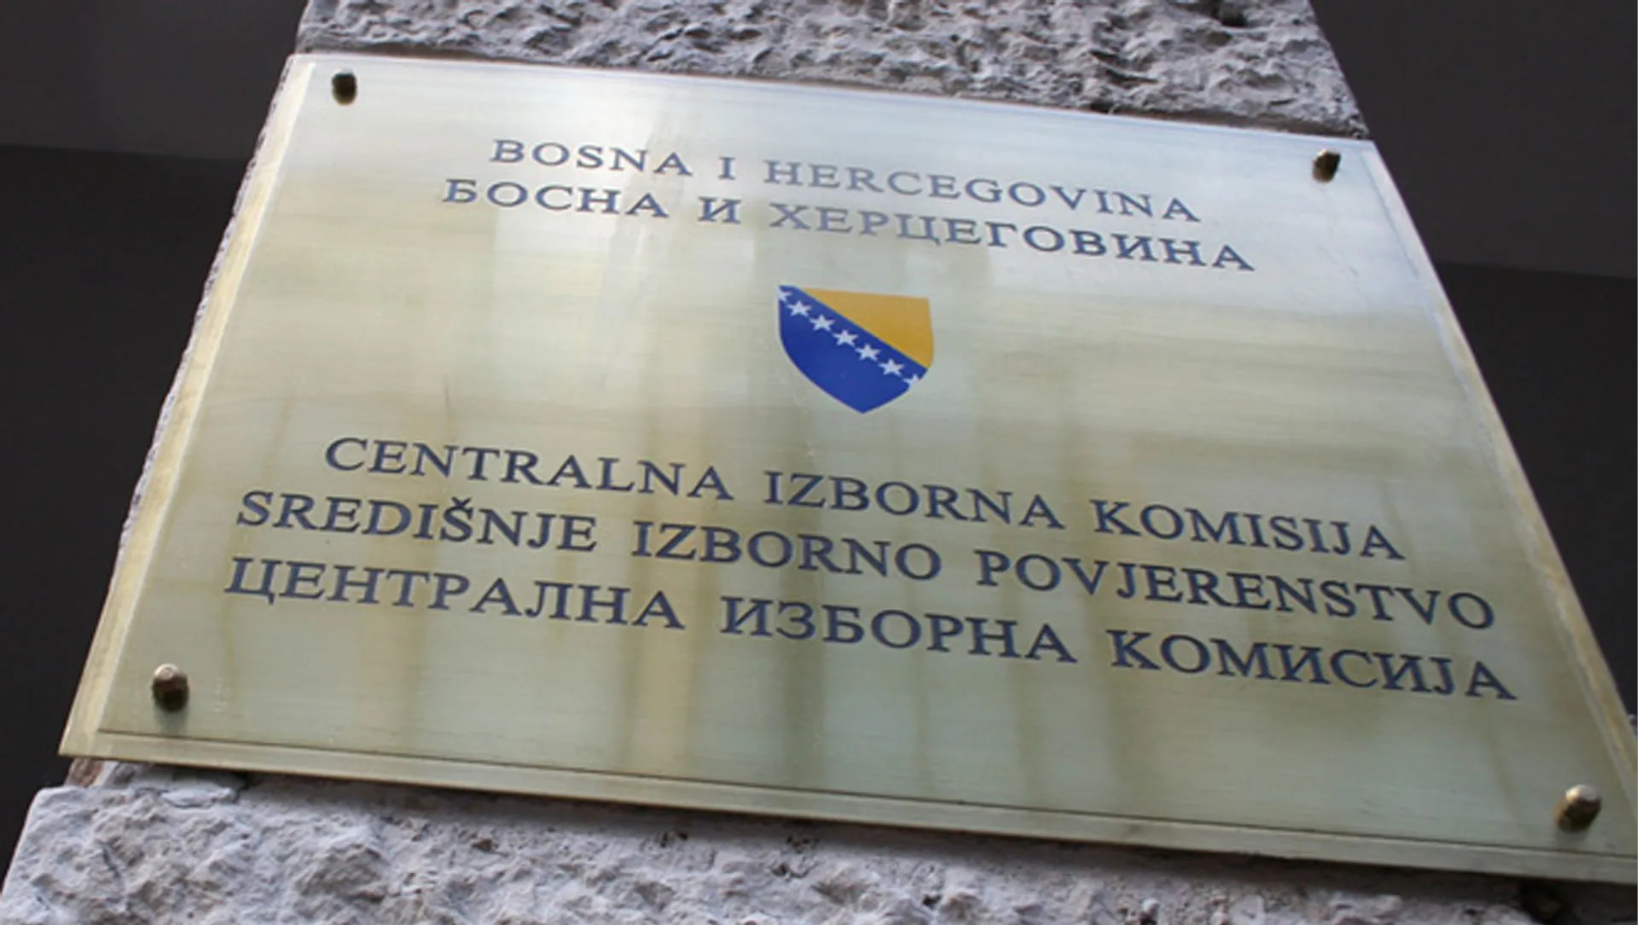 BOSNA I HERCEGOVINA
БОСНА И ХЕРЦЕГОВИНА
CENTRALNA IZBORNA KOMISIJA
SREDIŠNJE IZBORNO POVJERENSTVO
ЦЕНТРАЛНА ИЗБОРНА КОМИСИЈА